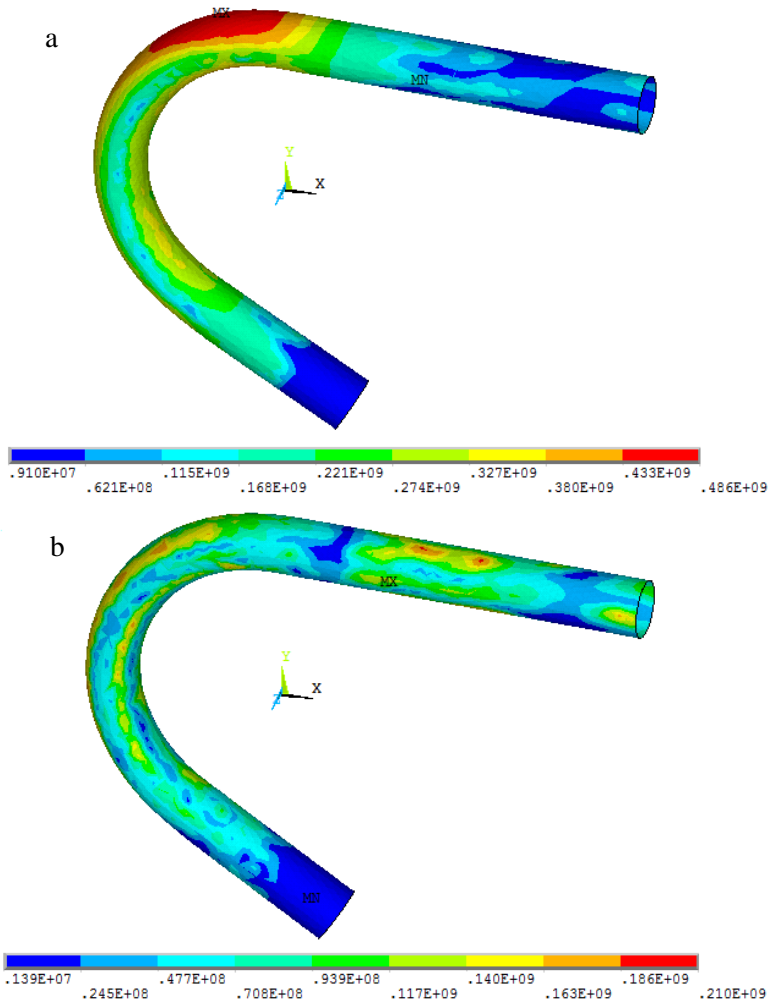 a
MX
MN
Y
X
Z
.910E+07 .115E+09 .221E+09 .327E+09 .433E+09
.621E+08 .168E+09 .274E+09 .380E+09 .486E+09
b
MX
Y
X
Z
MN
.139E+07 .477E+08 .939E+08 .140E+09 .186E+09
.245E+08 .708E+08 .117E+09 .163E+09 .210E+09